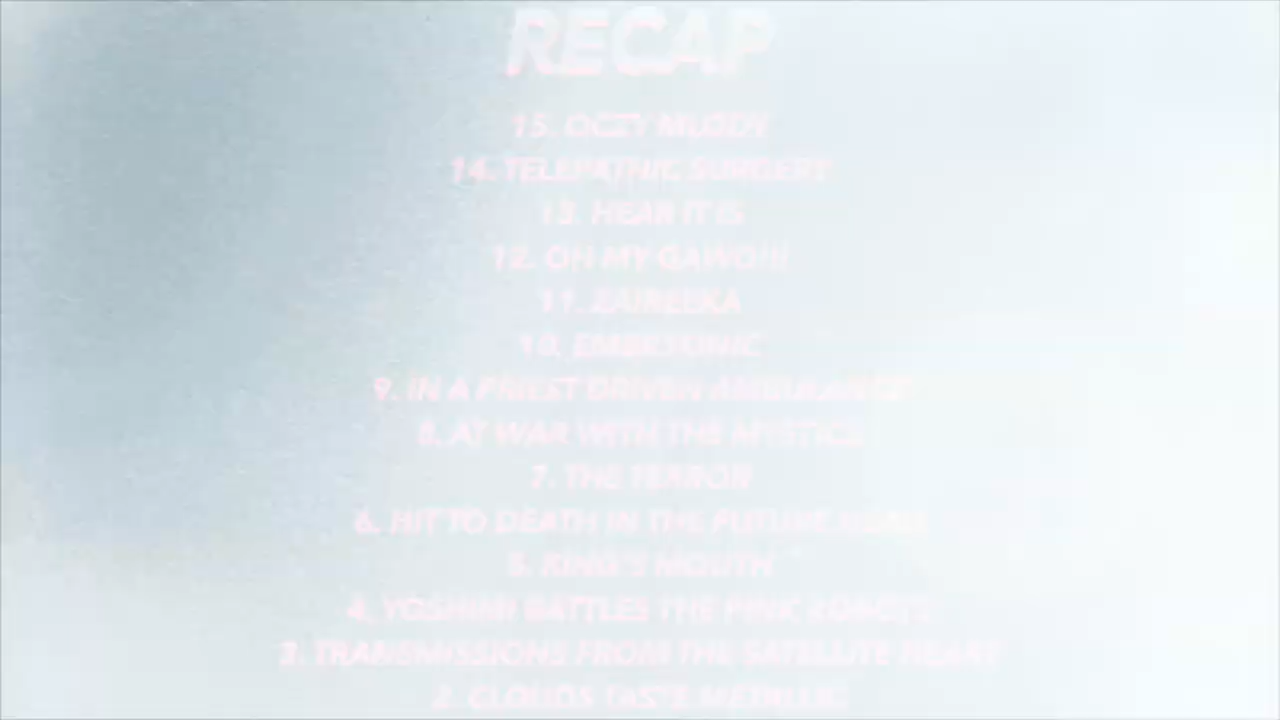 RECAP
15. OCZY MLODY
14. TELEPATHIC SURGERY
13. HEAR IT IS
12. OH MY GAWD!!!
11. ZAIREEKA
10. EMBRYONIC
9. IN A PRIEST DRIVEN AMBULANCE
8. AT WAR WITH THE MYSTICS
7. THE TERROR
6. HIT TO DEATH IN THE FUTURE HEAD
5. KING'S MOUTH
4. YOSHIMI BATTLES THE PINK ROBOTS
3. TRANSMISSIONS FROM THE SATELLITE HEART
2. CLOUDS TASTE METALLIC